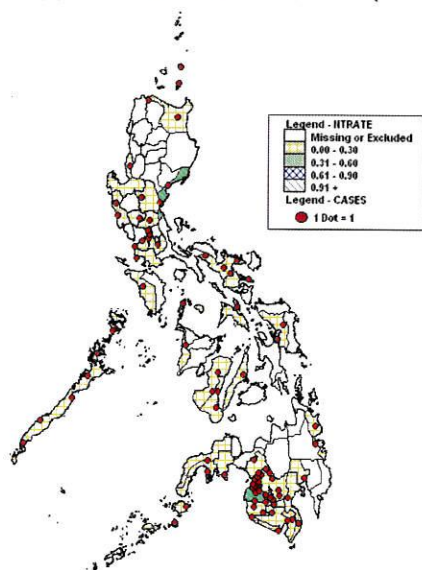 Legend - NTRATE
Missing or Excluded
0.00 - 0.30
0.31 - 0.60
0.61 - 0.90
0.91 +
Legend - CASES
1 Dot = 1